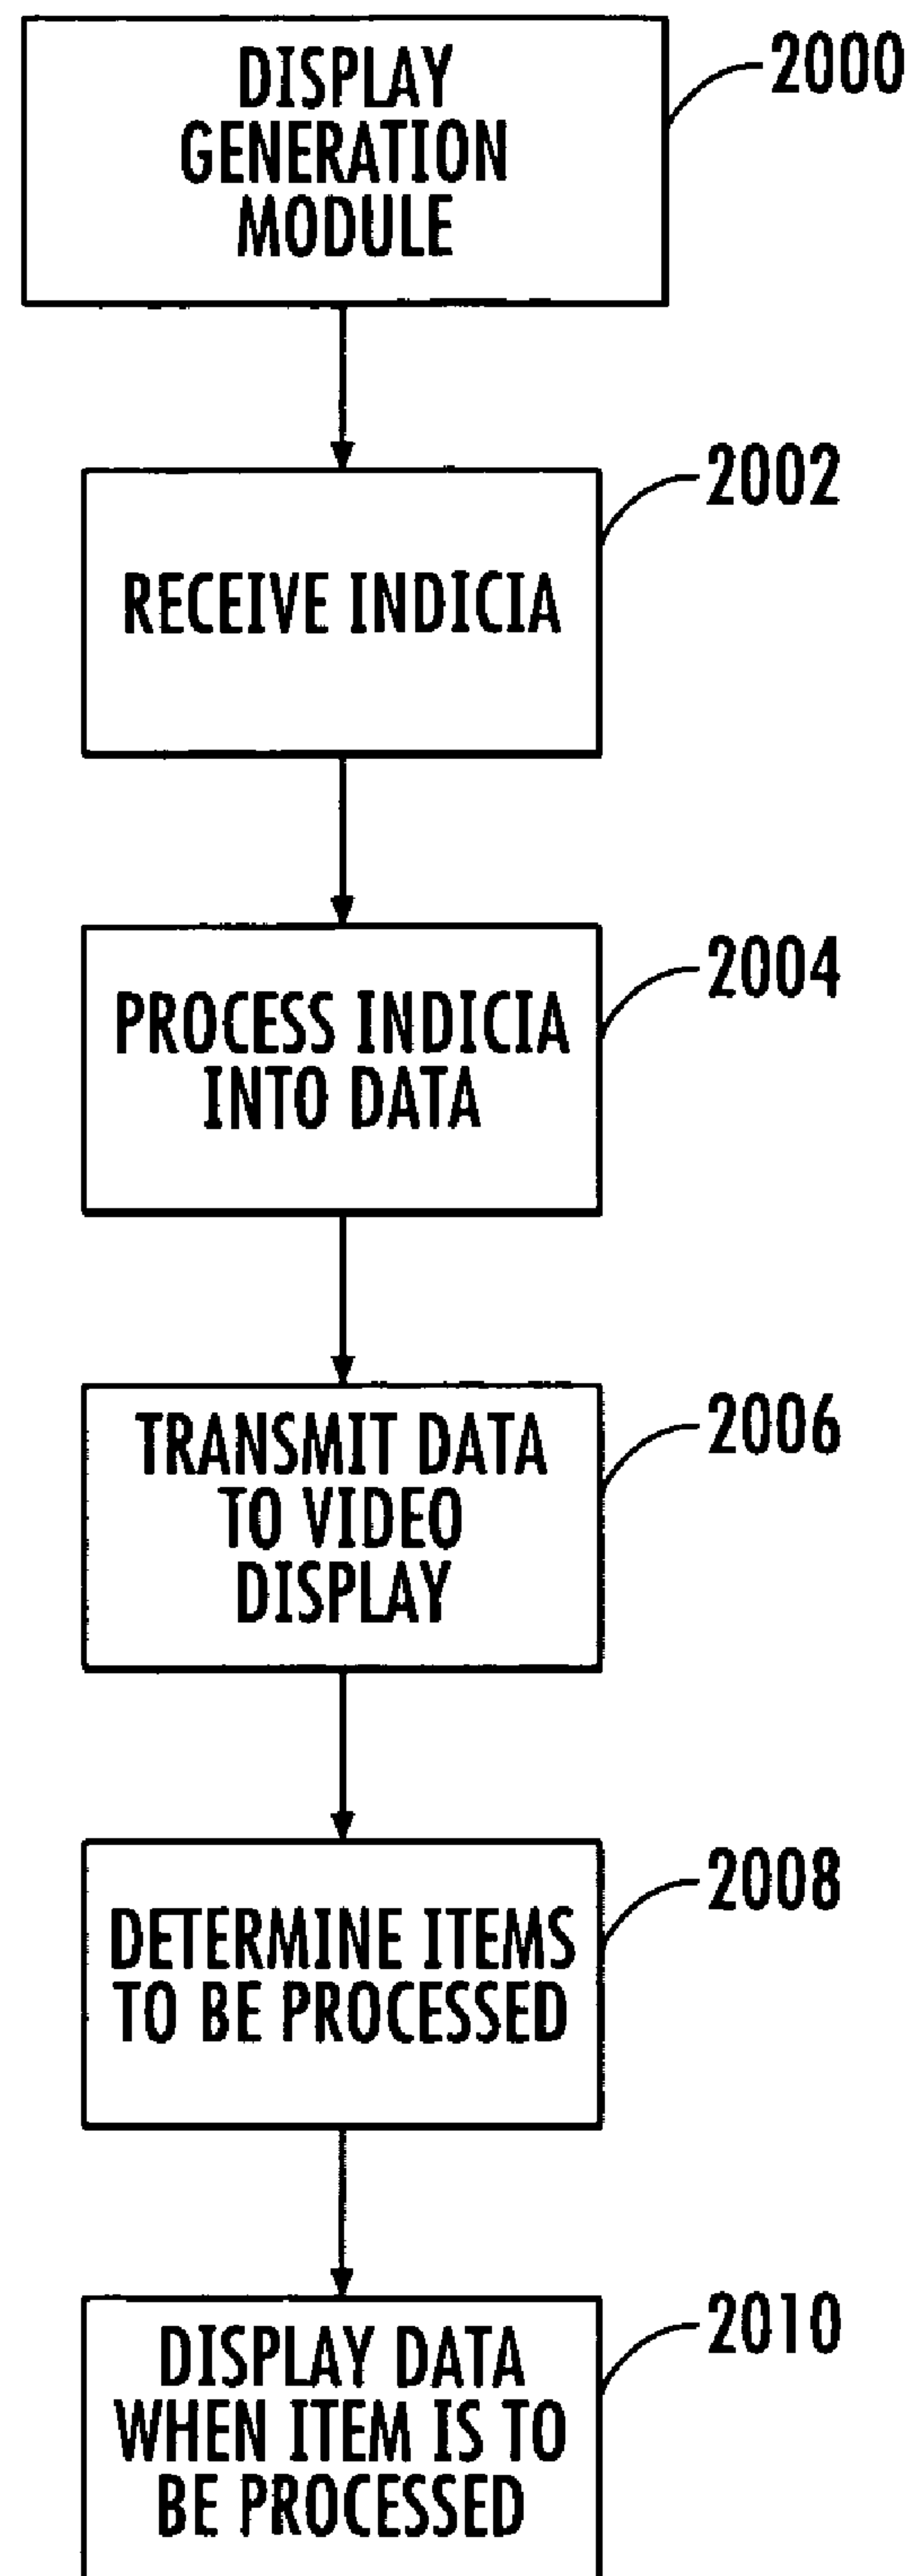 DISPLAY
GENERATION
MODULE
2000
RECEIVE INDICIA
2002
PROCESS INDICIA
INTO DATA
2004
TRANSMIT DATA
TO VIDEO
DISPLAY
2006
DETERMINE ITEMS
TO BE PROCESSED
2008
DISPLAY DATA
WHEN ITEM IS TO
BE PROCESSED
2010